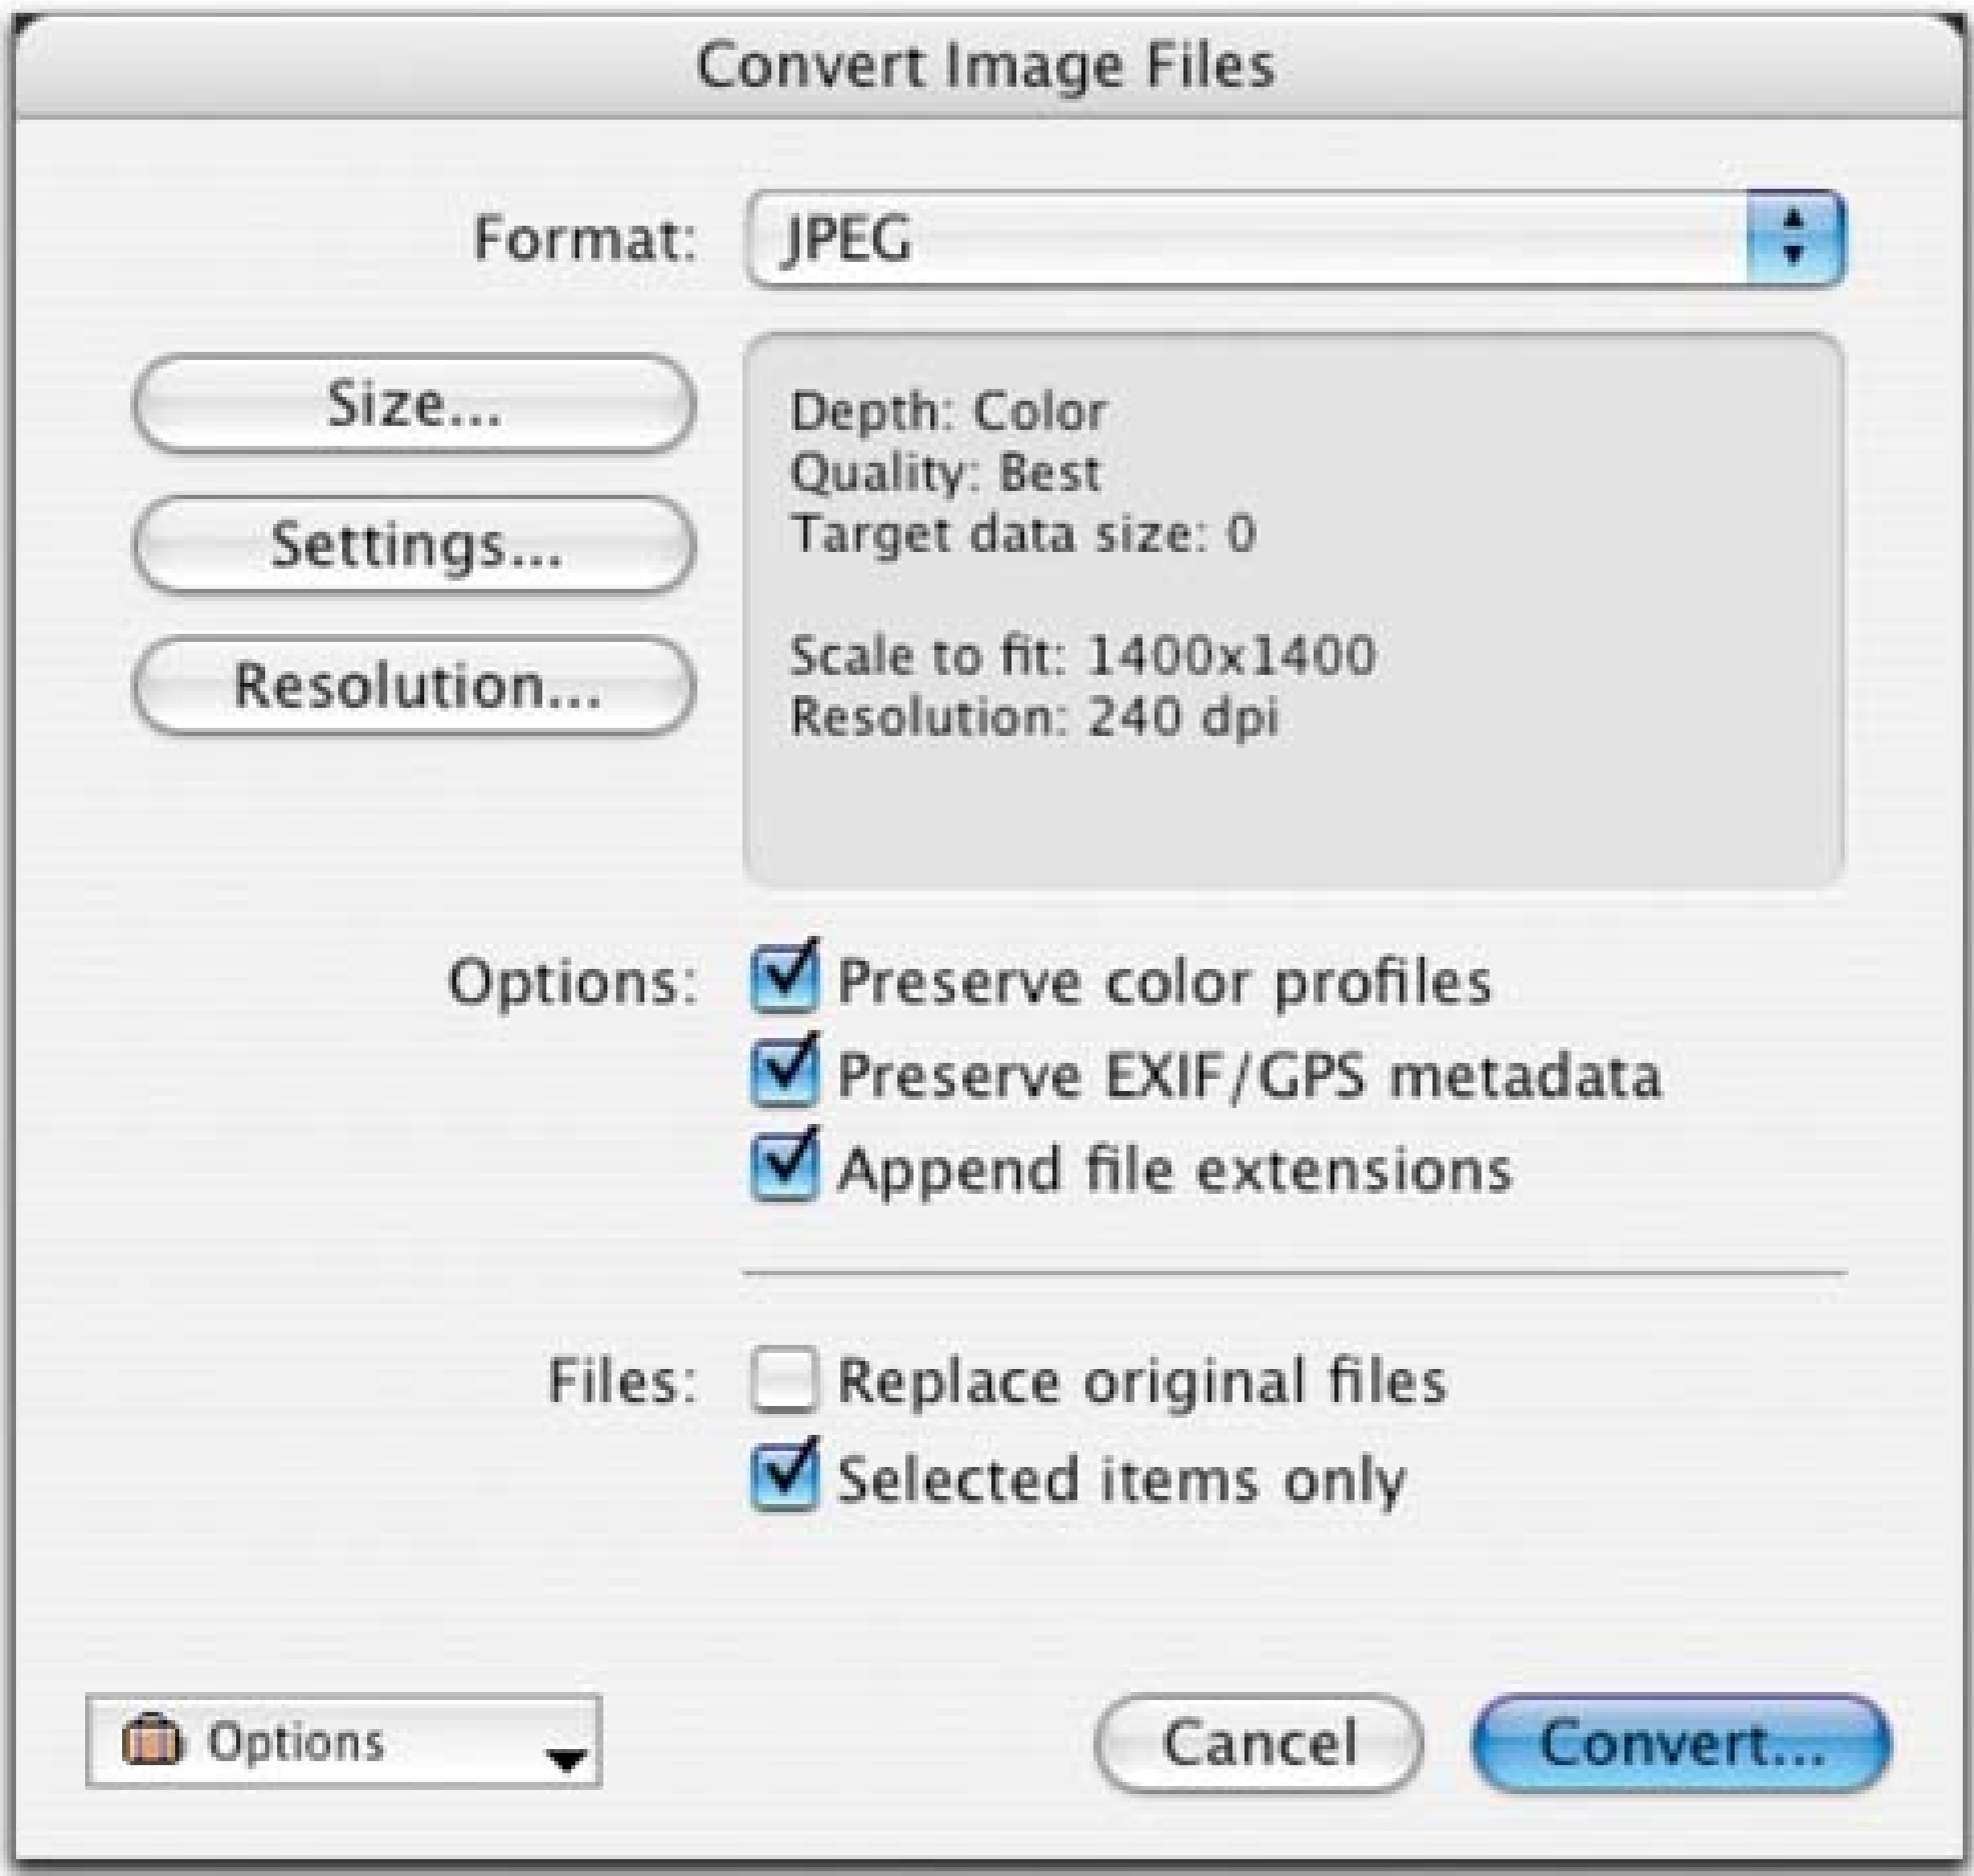 Convert Image Files
Format: JPEG
Size...
Settings...
Resolution...
Depth: Color
Quality: Best
Target data size: 0
Scale to fit: 1400x1400
Resolution: 240 dpi
Options: Preserve color profiles
Preserve EXIF/GPS metadata
Append file extensions
Files: Replace original files
Selected items only
Options Cancel Convert...